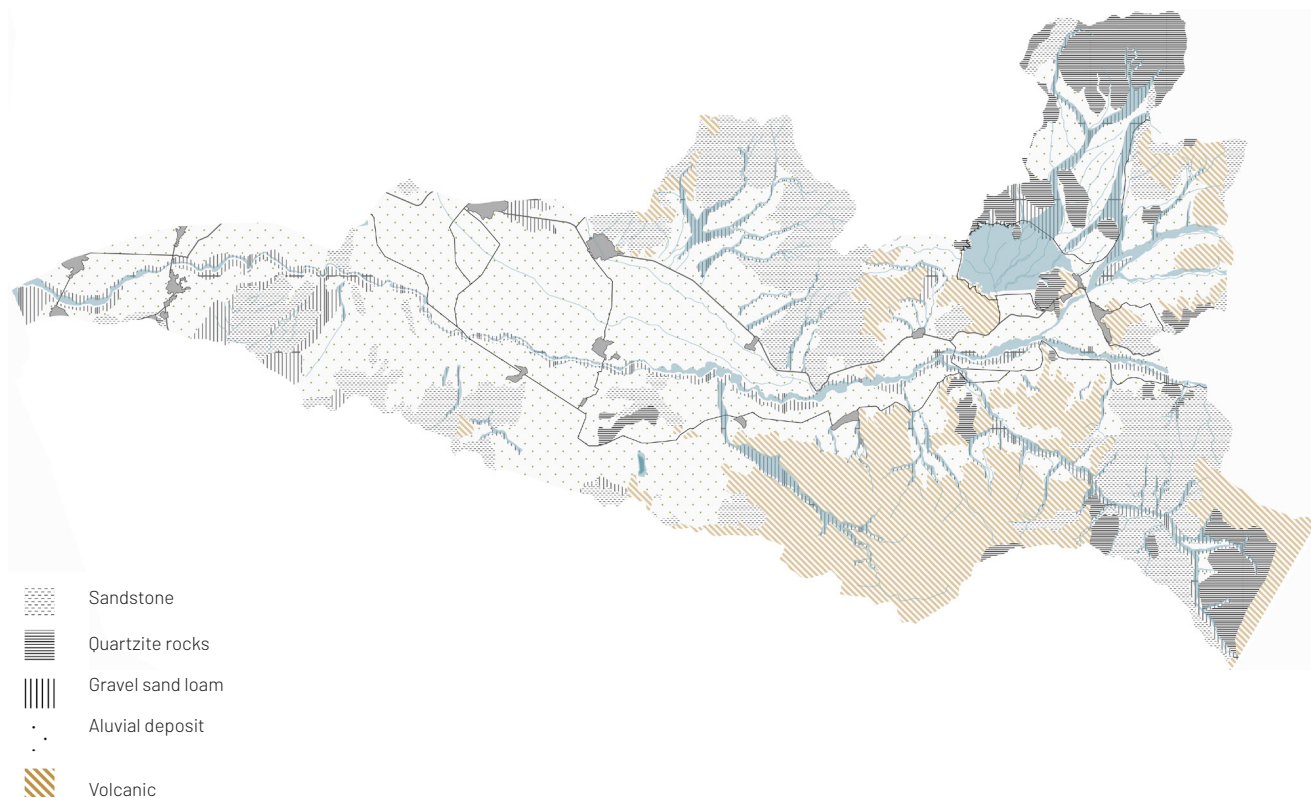 Sandstone
Quartzite rocks
Gravel sand loam
Aluvial deposit
Volcanic